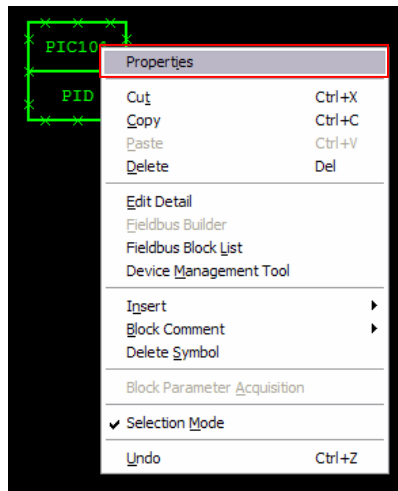 PIC10
PID
Properties
Cut Ctrl+X
Copy Ctrl+C
Paste Ctrl+V
Delete Del
Edit Detail
Fieldbus Builder
Fieldbus Block List
Device Management Tool
Insert
Block Comment
Delete Symbol
Block Parameter Acquisition
Selection Mode
Undo Ctrl+Z